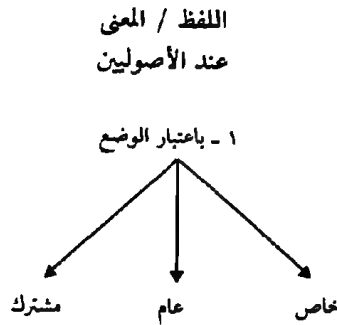 اللفظ / المعنى
عند الأصوليين
١ - باعتبار الوضع
خاص عام مشترك